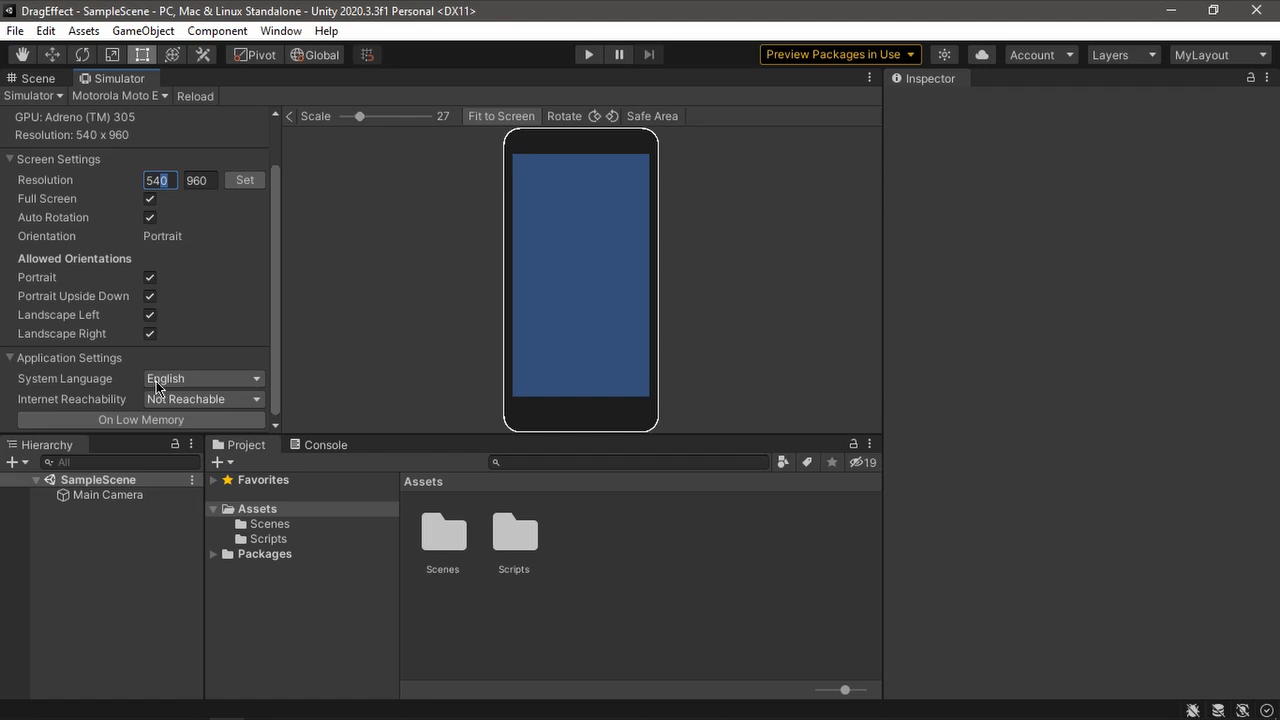 DragEffect - SampleScene - PC, Mac & Linux Standalone - Unity 2020.3.3f1 Personal <DX11>
File Edit Assets GameObject Component Window Help
Pivot Global Preview Packages in Use Account Layers MyLayout
Scene Simulator Inspector
Simulator Motorola Moto E Reload
GPU: Adreno (TM) 305 Scale 27 Fit to Screen Rotate Safe Area
Resolution: 540 x 960
Screen Settings
Resolution 540 960 Set
Full Screen
Auto Rotation
Orientation Portrait
Allowed Orientations
Portrait
Portrait Upside Down
Landscape Left
Landscape Right
Application Settings
System Language English
Internet Reachability Not Reachable
On Low Memory
Hierarchy Project Console
All 19
SampleScene Favorites Assets
Main Camera
Assets
Scenes
Scripts
Packages
Scenes Scripts